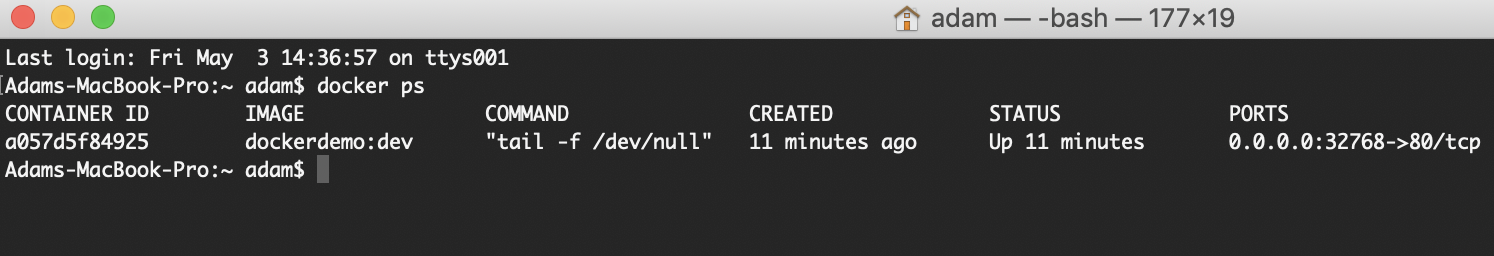 adam — -bash — 177×19
Last login: Fri May  3 14:36:57 on ttys001
[Adams-MacBook-Pro:~ adam$ docker ps
CONTAINER ID        IMAGE               COMMAND               CREATED             STATUS              PORTS
a057d5f84925        dockerdemo:dev      "tail -f /dev/null"   11 minutes ago      Up 11 minutes       0.0.0.0:32768->80/tcp
Adams-MacBook-Pro:~ adam$